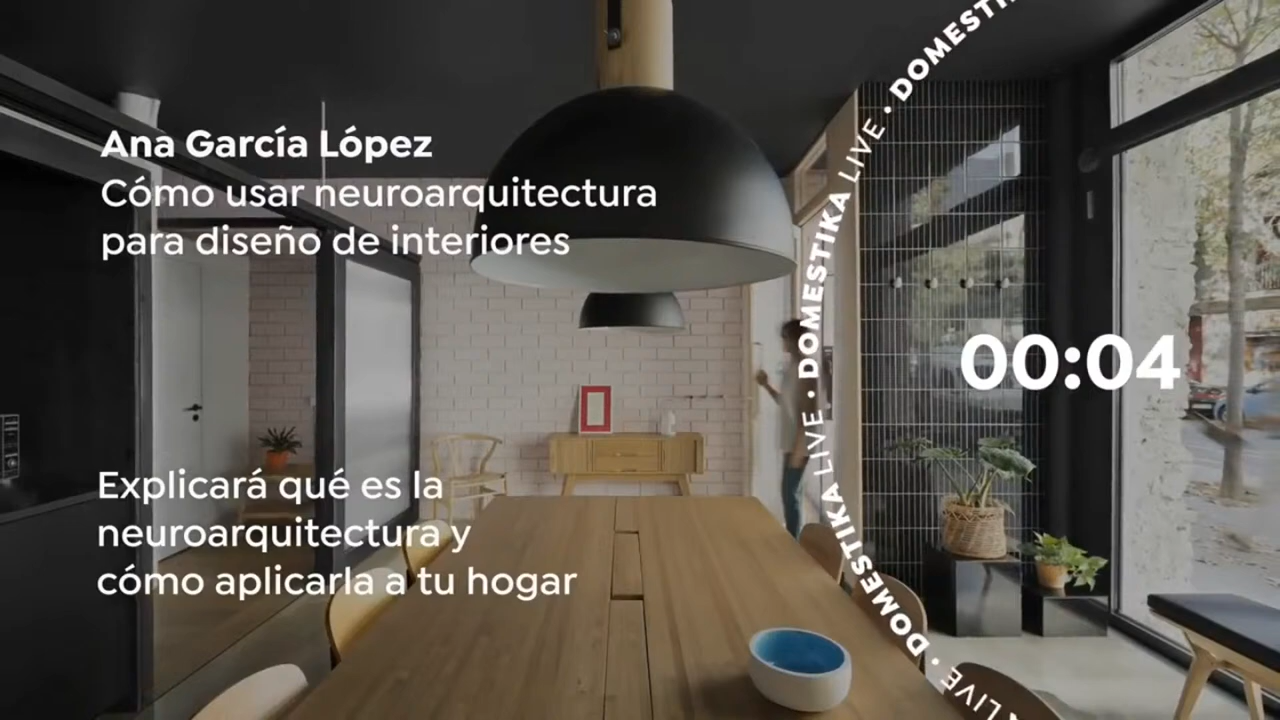 Ana García López
Cómo usar neuroarquitectura
para diseño de interiores
DOMESTIKA LIVE • DOMESTIKA LIVE • DOMESTIK
00:04
Explicará qué es la
neuroarquitectura y
cómo aplicarla a tu hogar
LIVE